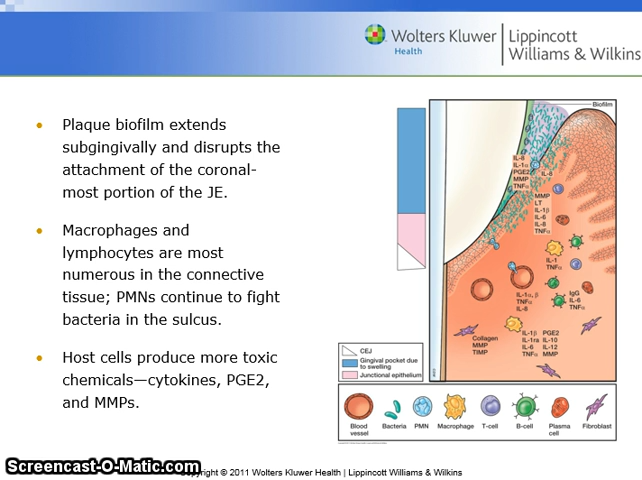 Wolters Kluwer
Health
Lippincott
Williams & Wilkins
• Plaque biofilm extends
subgingivally and disrupts the
attachment of the coronal-
most portion of the JE.
• Macrophages and
lymphocytes are most
numerous in the connective
tissue; PMNs continue to fight
bacteria in the sulcus.
• Host cells produce more toxic
chemicals—cytokines, PGE2,
and MMPs.
Biofilm
IL-8
IL-1α
PGE2
MMP
TNFα
IL-8
MMP
LT
IL-1β
IL-6
IL-8
TNFα
IL-1
TNFα
IgG
IL-6
TNFα
IL-1α, β
TNFα
IL-8
Collagen
MMP
TIMP
IL-1β PGE2
IL-1ra IL-10
IL-6 IL-12
TNFα MMP
CEJ
Gingival pocket due
to swelling
Junctional epithelium
Blood
vessel
Bacteria
PMN
Macrophage
T-cell
B-cell
Plasma
cell
Fibroblast
Screencast-O-Matic.com
pyright © 2011 Wolters Kluwer Health | Lippincott Williams & Wilkins